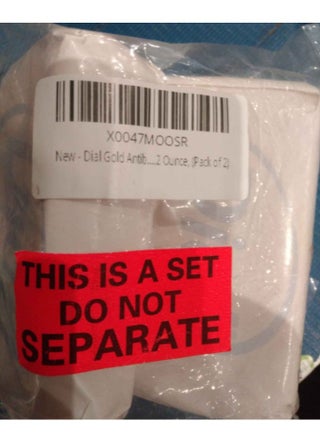 X0047MOOSR
New - Dial Gold Antib...2 Ounce, (Pack of 2)
THIS IS A SET
DO NOT
SEPARATE